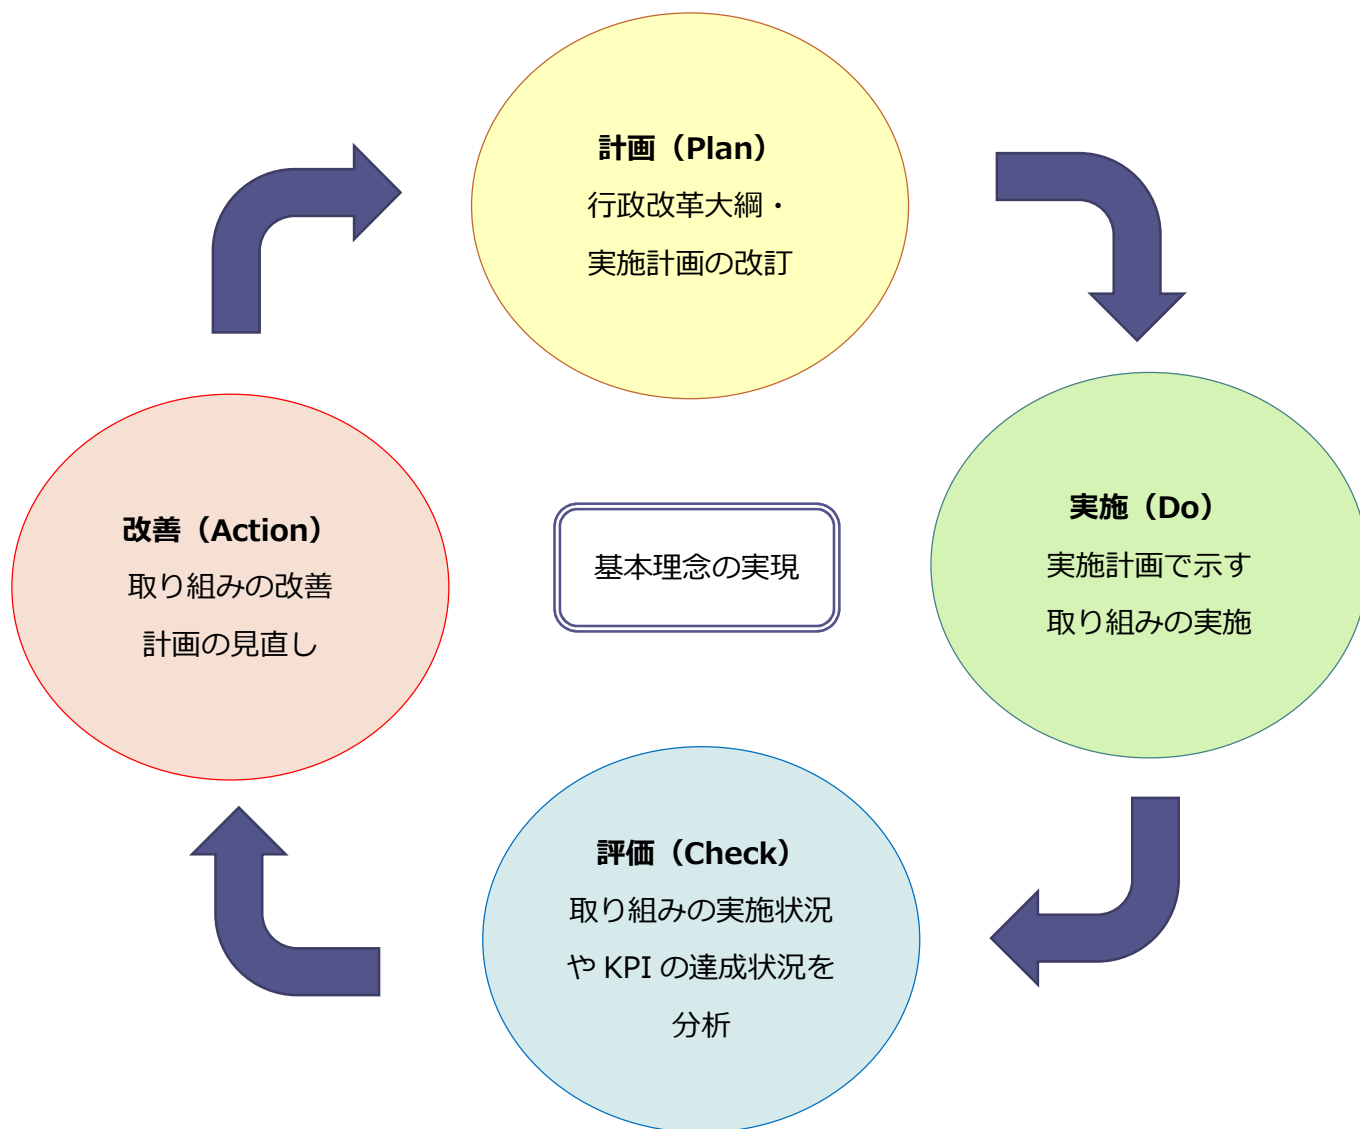 計画（Plan）
行政改革大綱・
実施計画の改訂
実施（Do）
実施計画で示す
取り組みの実施
評価（Check）
取り組みの実施状況
や KPI の達成状況を
分析
改善（Action）
取り組みの改善
計画の見直し
基本理念の実現